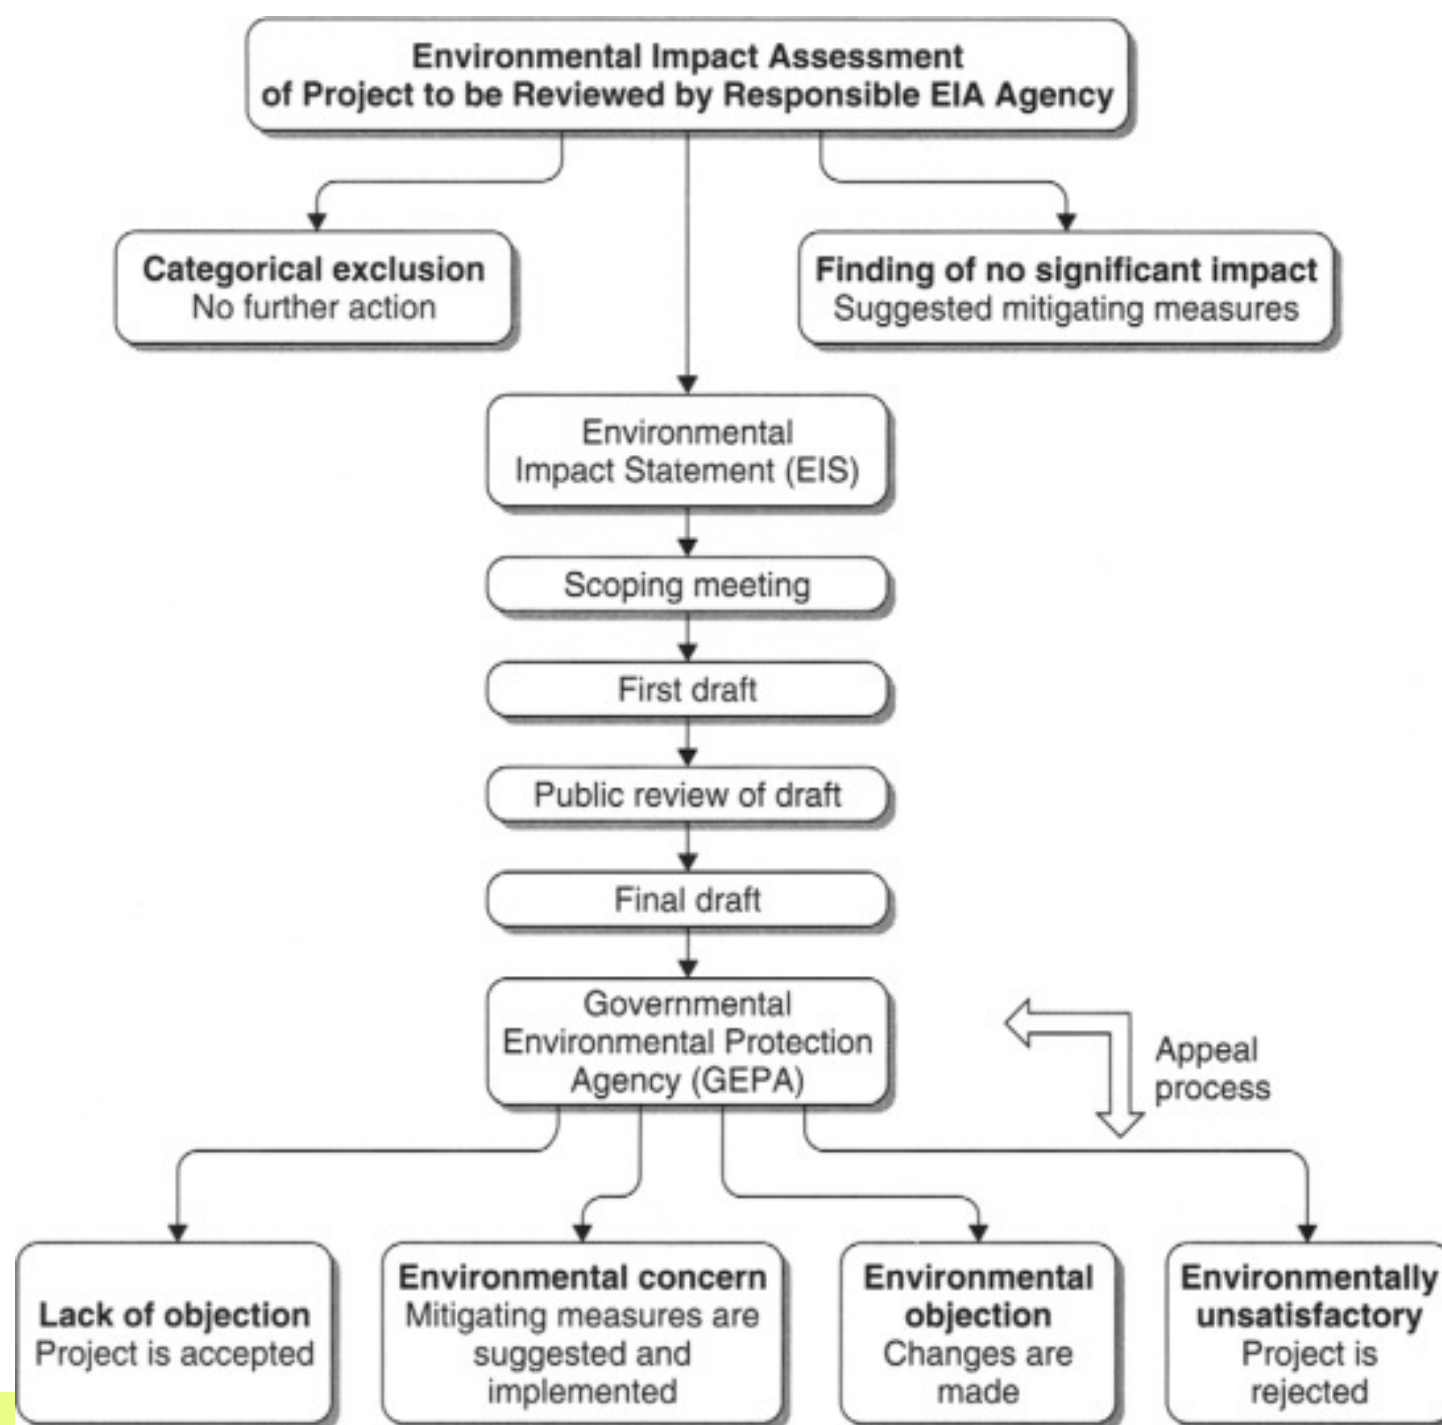 Environmental Impact Assessment
of Project to be Reviewed by Responsible EIA Agency
Categorical exclusion
No further action
Finding of no significant impact
Suggested mitigating measures
Environmental
Impact Statement (EIS)
Scoping meeting
First draft
Public review of draft
Final draft
Governmental
Environmental Protection
Agency (GEPA)
Appeal
process
Lack of objection
Project is accepted
Environmental concern
Mitigating measures are
suggested and
implemented
Environmental
objection
Changes are
made
Environmentally
unsatisfactory
Project is
rejected